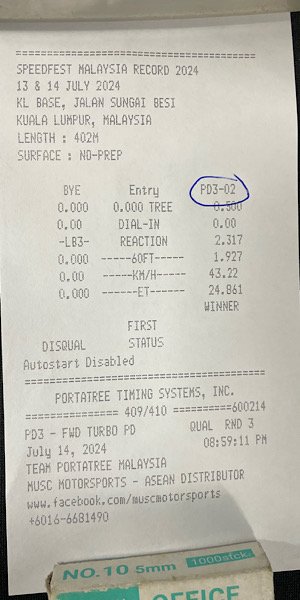 ==============================
SPEEDFEST MALAYSIA RECORD 2024
13 & 14 JULY 2024
KL BASE, JALAN SUNGAI BESI
KUALA LUMPUR, MALAYSIA
LENGTH : 402M
SURFACE : NO-PREP
BYE Entry PD3-02
0.000 0.000 TREE 0.500
0.00 DIAL-IN 0.00
-LB3- REACTION 2.317
0.000 ------60FT----- 1.927
0.00 ------KM/H----- 43.22
0.000 ------ET------- 24.861
WINNER
FIRST
DISQUAL STATUS
Autostart Disabled
==============================
PORTATREE TIMING SYSTEMS, INC.
============== 409/410 ==========600214
PD3 - FWD TURBO PD QUAL RND 3
July 14, 2024 08:59:11 PM
TEAM PORTATREE MALAYSIA
MUSC MOTORSPORTS - ASEAN DISTRIBUTOR
www.facebook.com/muscmotorsports
+6016-6681490
NO.10 5mm 1000stck.
OFFICE